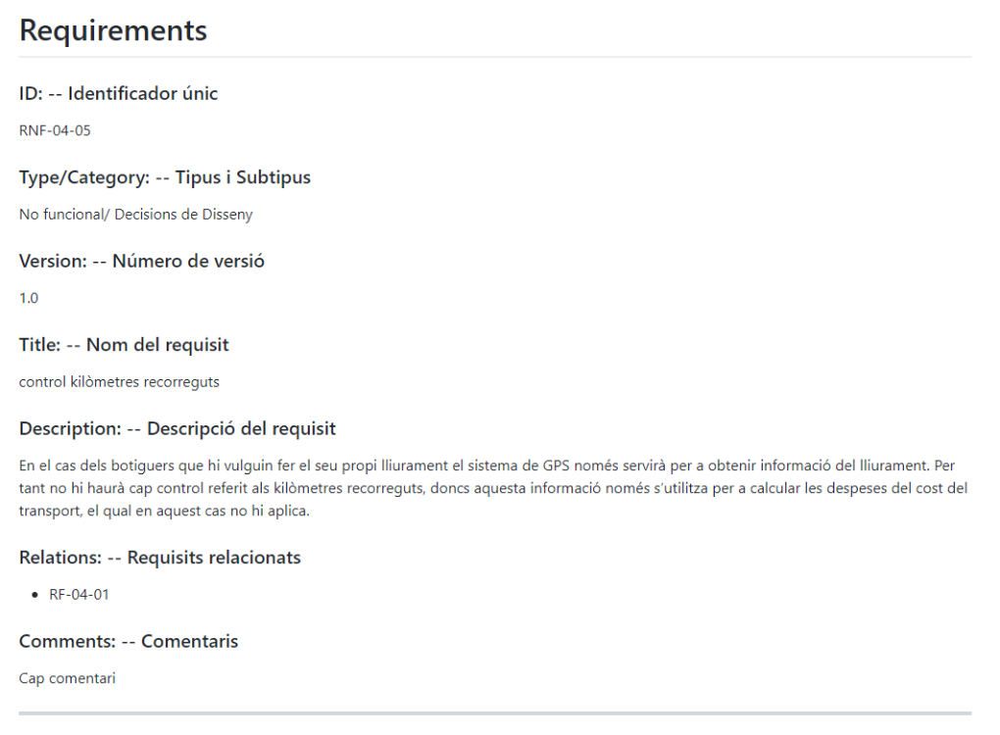 Requirements
ID: -- Identificador únic
RNF-04-05
Type/Category: -- Tipus i Subtipus
No funcional/ Decisions de Disseny
Version: -- Número de versió
1.0
Title: -- Nom del requisit
control kilòmetres recorreguts
Description: -- Descripció del requisit
En el cas dels botiguers que hi vulguin fer el seu propi lliurament el sistema de GPS només servirà per a obtenir informació del lliurament. Per
tant no hi haurà cap control referit als kilòmetres recorreguts, doncs aquesta informació només s'utilitza per a calcular les despeses del cost del
transport, el qual en aquest cas no hi aplica.
Relations: -- Requisits relacionats
• RF-04-01
Comments: -- Comentaris
Cap comentari